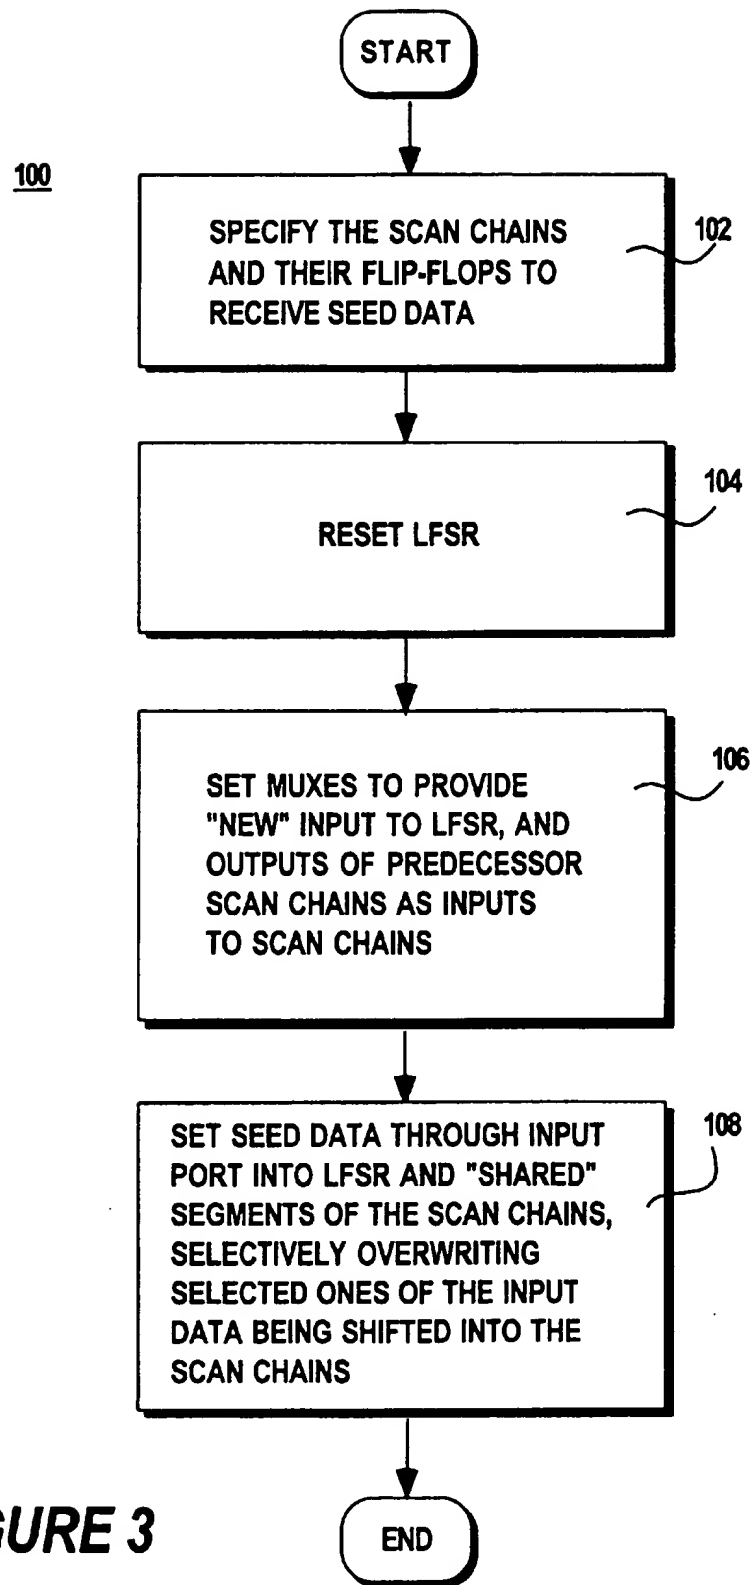 START
100
SPECIFY THE SCAN CHAINS
AND THEIR FLIP-FLOPS TO
RECEIVE SEED DATA
102
RESET LFSR
104
SET MUXES TO PROVIDE
"NEW" INPUT TO LFSR, AND
OUTPUTS OF PREDECESSOR
SCAN CHAINS AS INPUTS
TO SCAN CHAINS
106
SET SEED DATA THROUGH INPUT
PORT INTO LFSR AND "SHARED"
SEGMENTS OF THE SCAN CHAINS,
SELECTIVELY OVERWRITING
SELECTED ONES OF THE INPUT
DATA BEING SHIFTED INTO THE
SCAN CHAINS
108
END
GURE 3